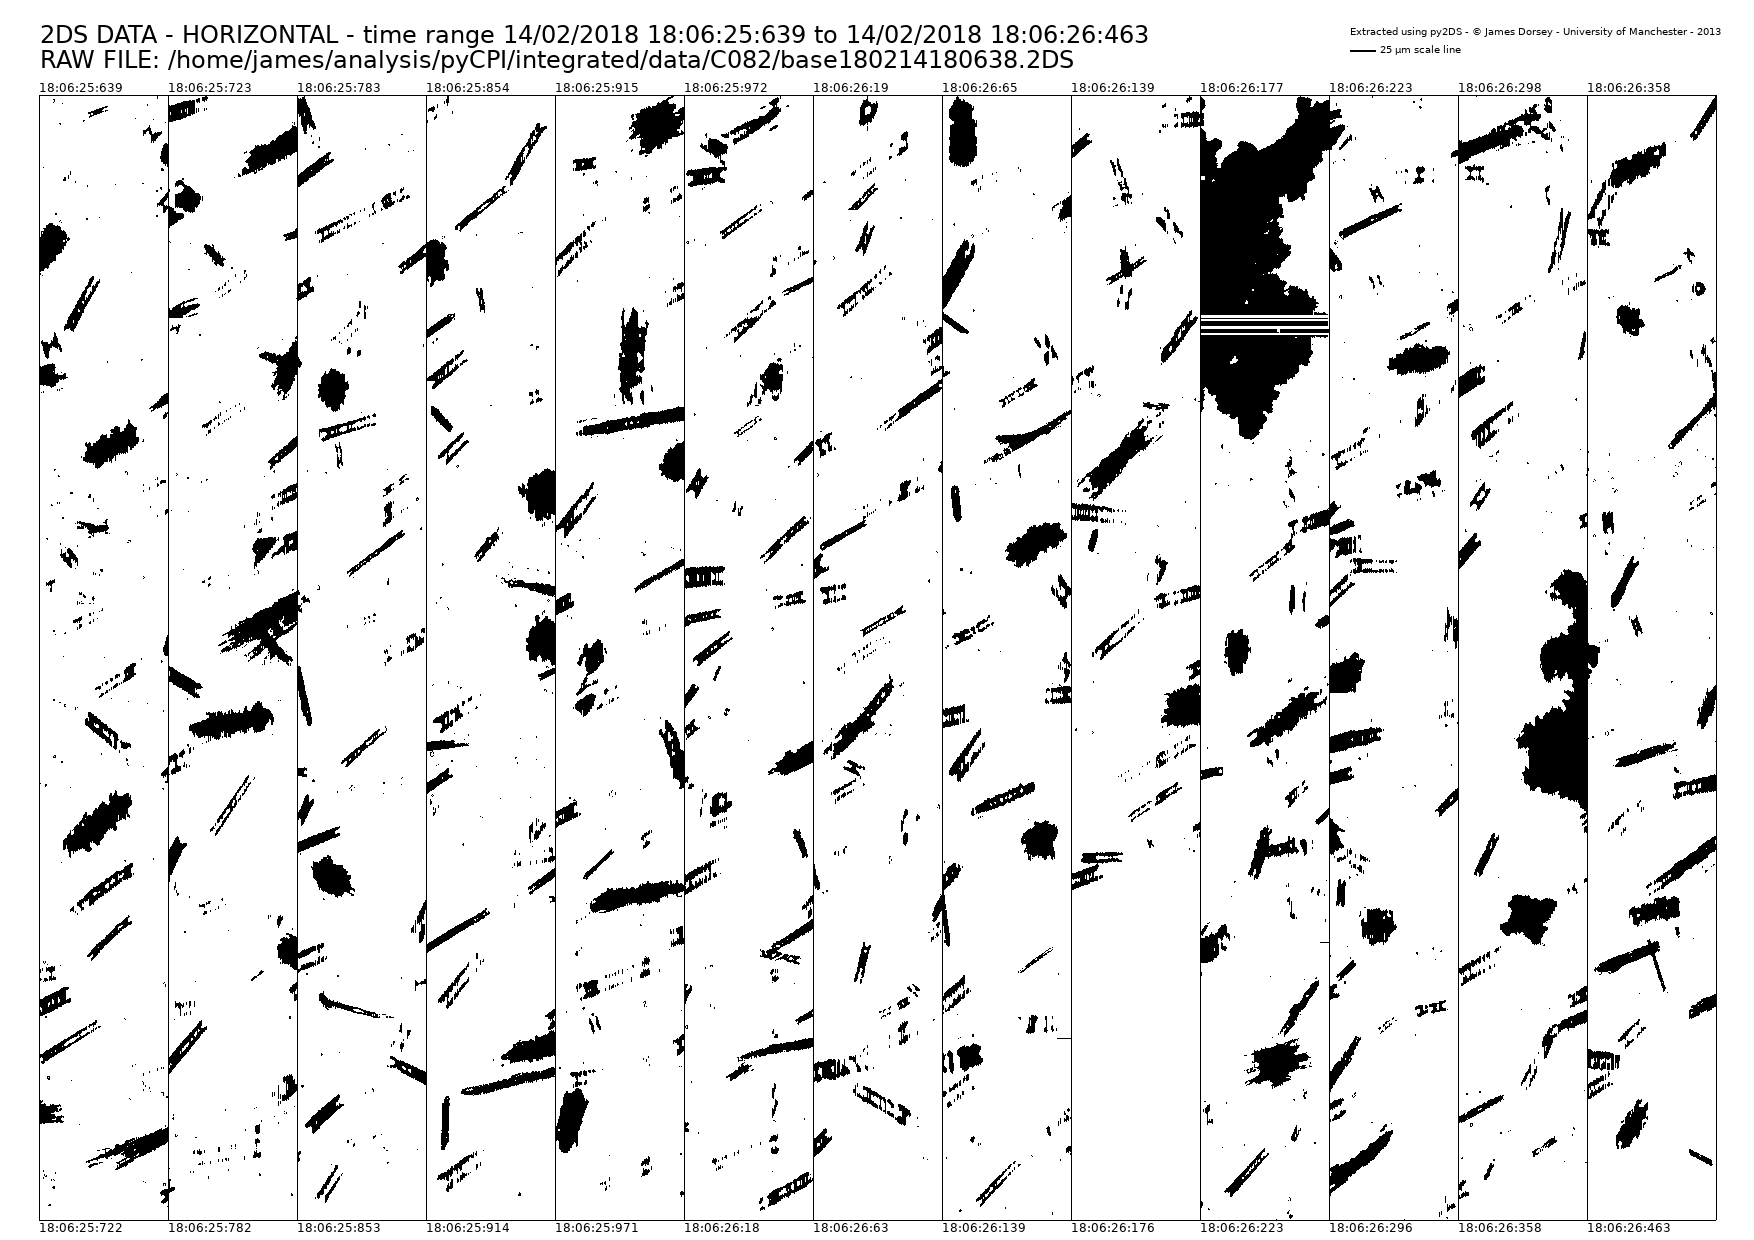 2DS DATA - HORIZONTAL - time range 14/02/2018 18:06:25:639 to 14/02/2018 18:06:26:463
RAW FILE: /home/james/analysis/pyCPI/integrated/data/C082/base180214180638.2DS
Extracted using py2DS - © James Dorsey - University of Manchester - 2013
25 µm scale line
18:06:25:639 18:06:25:723 18:06:25:783 18:06:25:854 18:06:25:915 18:06:25:972 18:06:26:19 18:06:26:65 18:06:26:139 18:06:26:177 18:06:26:223 18:06:26:298 18:06:26:358
18:06:25:722 18:06:25:782 18:06:25:853 18:06:25:914 18:06:25:971 18:06:26:18 18:06:26:63 18:06:26:139 18:06:26:176 18:06:26:223 18:06:26:296 18:06:26:358 18:06:26:463